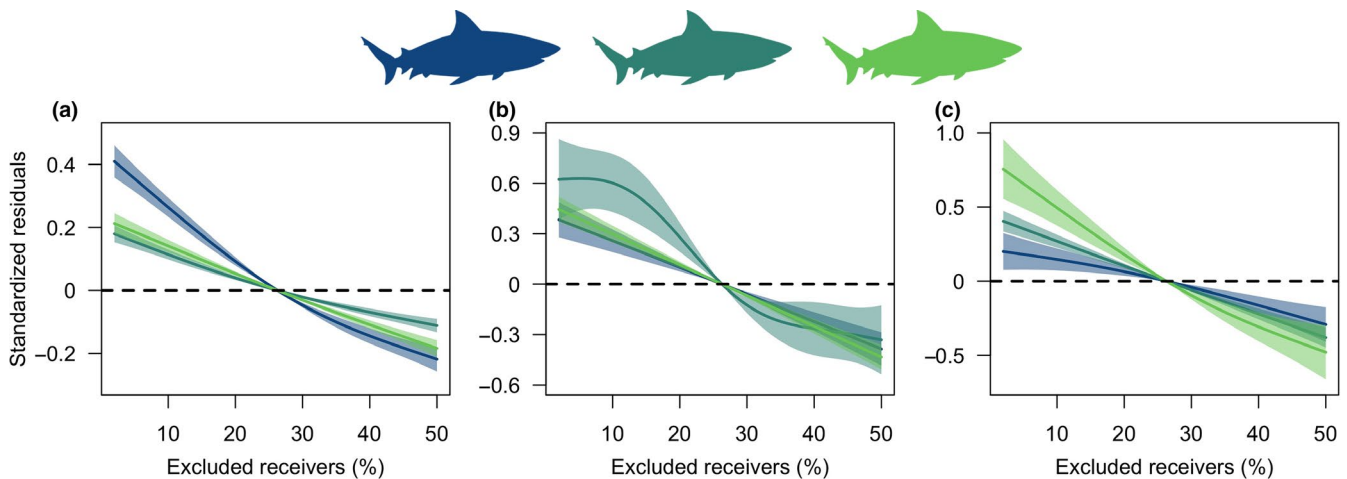 (a)
(b)
(c)
Standardized residuals
0.4
0.2
0
−0.2
10 20 30 40 50
Excluded receivers (%)
0.9
0.6
0.3
0
−0.3
−0.6
10 20 30 40 50
Excluded receivers (%)
1.0
0.5
0
−0.5
10 20 30 40 50
Excluded receivers (%)